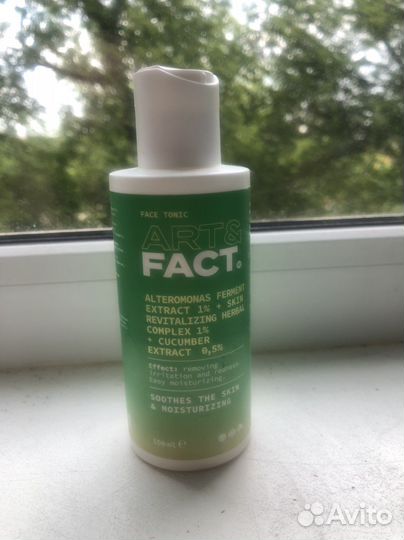 FACE TONIC
ART&
FACT.
ALTEROMONAS FERMENT
EXTRACT 1% + SKIN
REVITALIZING HERBAL
COMPLEX 1%
+ CUCUMBER
EXTRACT 0,5%
Effect: removing
irritation and redness
Easy moisturizing.
SOOTHES THE SKIN
& MOISTURIZING
150mL e
Avito